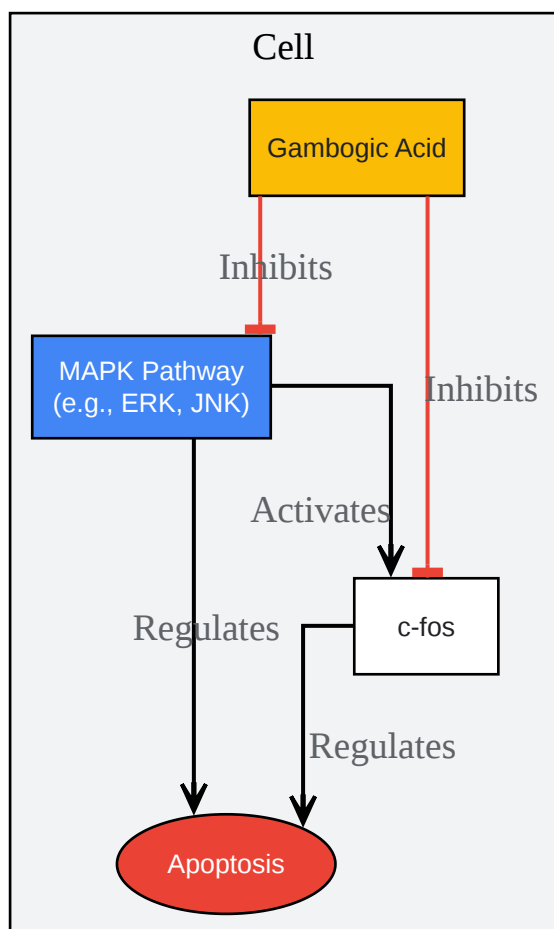 Cell
Gambogic Acid
Inhibits
MAPK Pathway
(e.g., ERK, JNK)
Inhibits
Activates
c-fos
Regulates
Regulates
Apoptosis